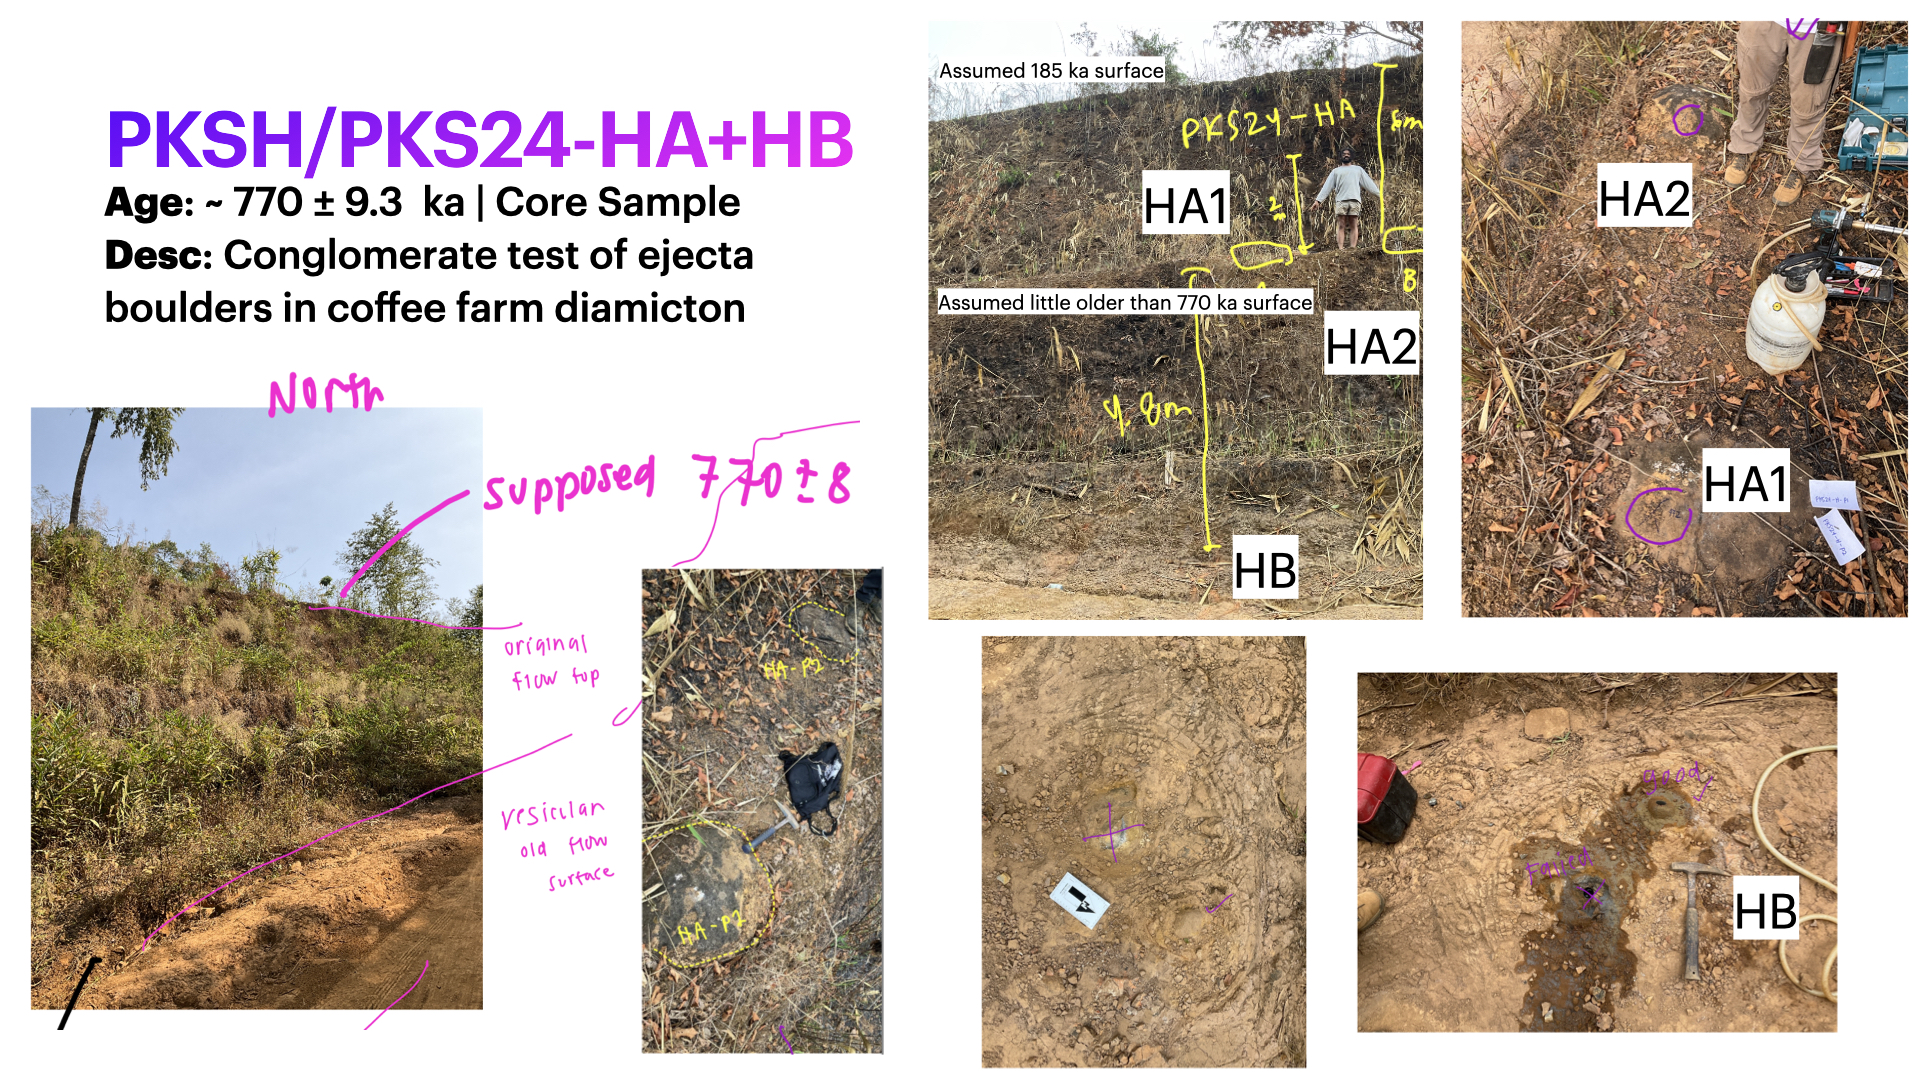 PKSH/PKS24-HA+HB
Age: ~ 770 ± 9.3 ka | Core Sample
Desc: Conglomerate test of ejecta
boulders in coffee farm diamicton
North
supposed 770 ± 8
original
flow top
vesicular
old flow
surface
HA-P2
HA-P2
Assumed 185 ka surface
PKS24-HA
HA1
2m
B
Assumed little older than 770 ka surface
HA2
HB
HA2
HA1
Good
Failed
HB